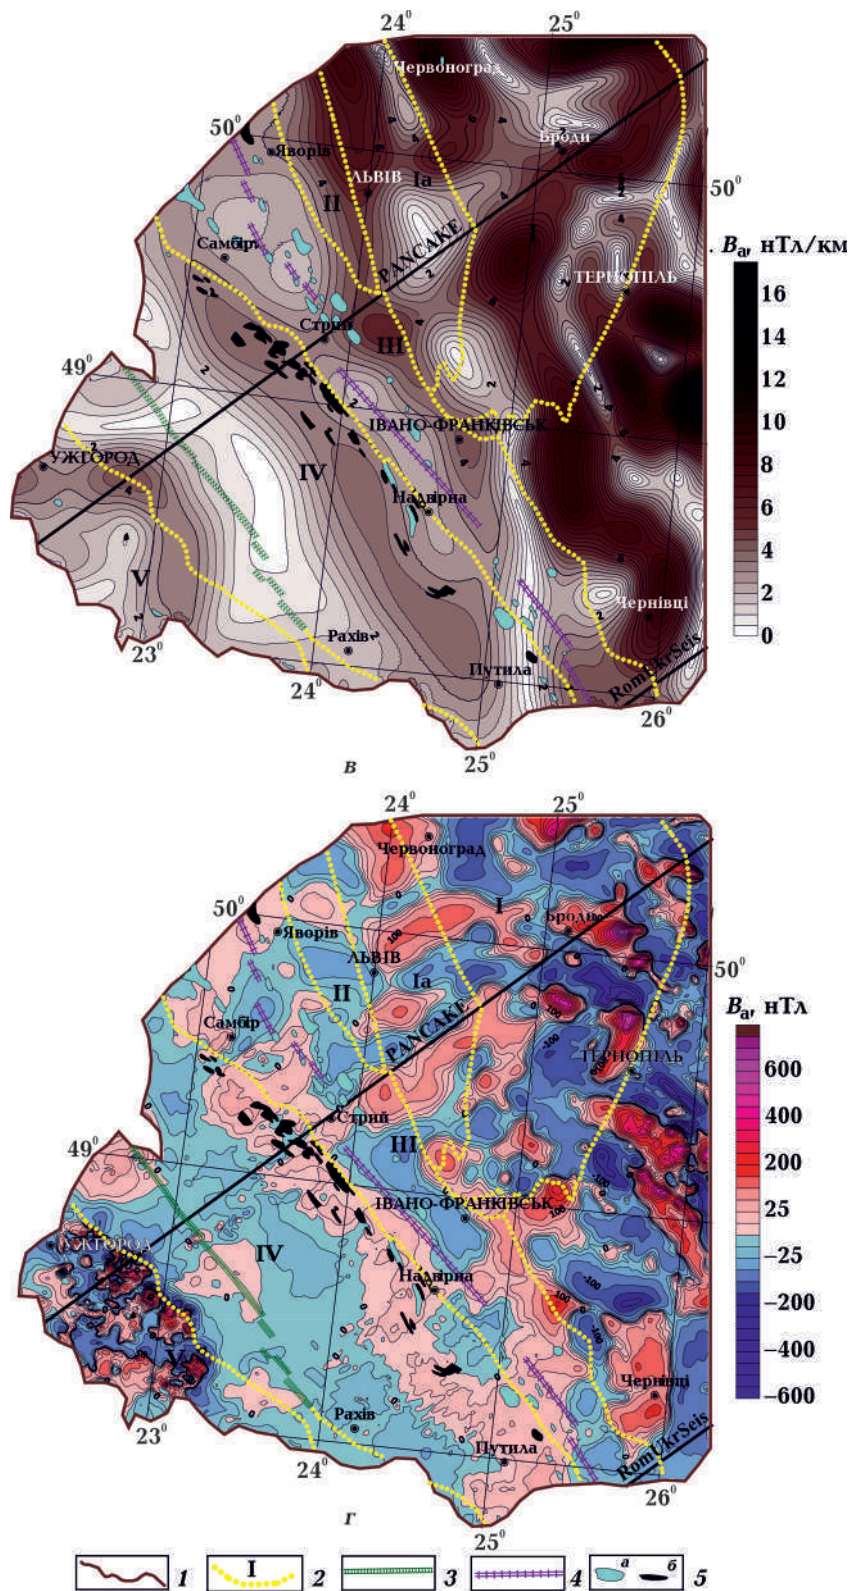 24⁰
25⁰
Червоноград
50⁰
Броди
Яворів
ЛЬВІВ
Iа
50⁰
II
I
Самбір
PANCAKE
Bₐ, нТл/км
ТЕРНОПІЛЬ
16
14
12
10
8
6
4
2
0
Стрий
III
49⁰
ІВАНО-ФРАНКІВСЬК
УЖГОРОД
IV
Надвірна
V
Чернівці
Рахів
23⁰
Путила
RomUkrSeis
24⁰
26⁰
25⁰
в
24⁰
25⁰
Червоноград
I
50⁰
Броди
Яворів
ЛЬВІВ
Iа
50⁰
II
Самбір
PANCAKE
Bₐ, нТл
ТЕРНОПІЛЬ
600
400
200
25
−25
−200
−400
−600
Стрий
III
49⁰
ІВАНО-ФРАНКІВСЬК
УЖГОРОД
IV
Надвірна
V
Чернівці
Рахів
23⁰
Путила
RomUkrSeis
24⁰
26⁰
25⁰
г
1 I 2 3 4 а б 5